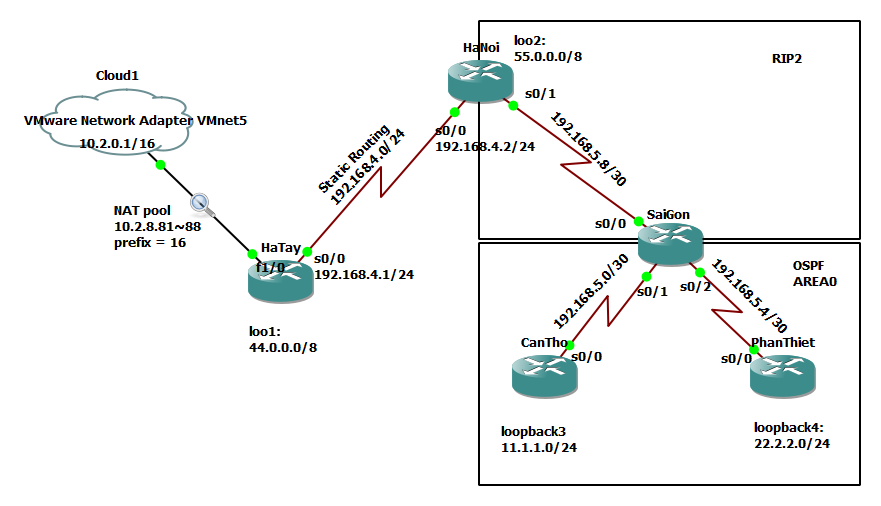 Cloud1
VMware Network Adapter VMnet5
10.2.0.1/16
NAT pool
10.2.8.81~88
prefix = 16
HaTay
f1/0
s0/0
192.168.4.1/24
loo1:
44.0.0.0/8
Static Routing
192.168.4.0/24
HaNoi
loo2:
55.0.0.0/8
s0/1
s0/0
192.168.4.2/24
RIP2
192.168.5.8/30
s0/0
SaiGon
s0/1
s0/2
OSPF
AREA0
192.168.5.0/30
192.168.5.4/30
CanTho
s0/0
loopback3
11.1.1.0/24
PhanThiet
s0/0
loopback4:
22.2.2.0/24